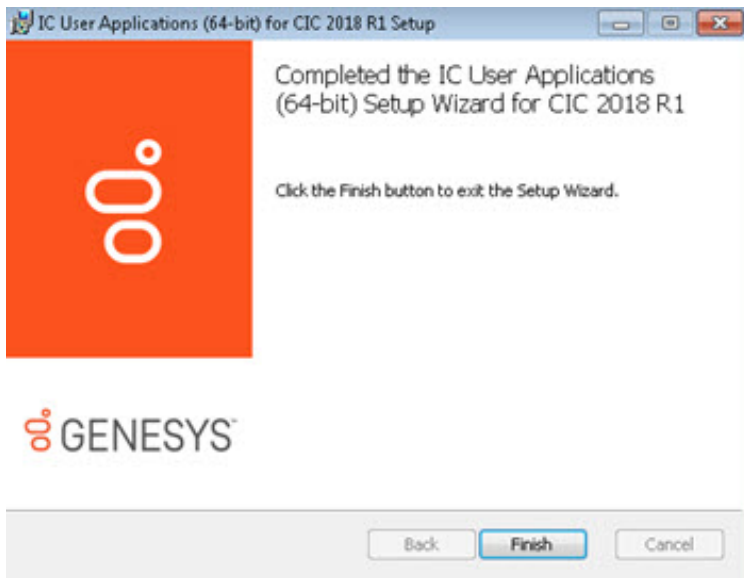 IC User Applications (64-bit) for CIC 2018 R1 Setup
Completed the IC User Applications
(64-bit) Setup Wizard for CIC 2018 R1
Click the Finish button to exit the Setup Wizard.
GENESYS™
Back
Finish
Cancel